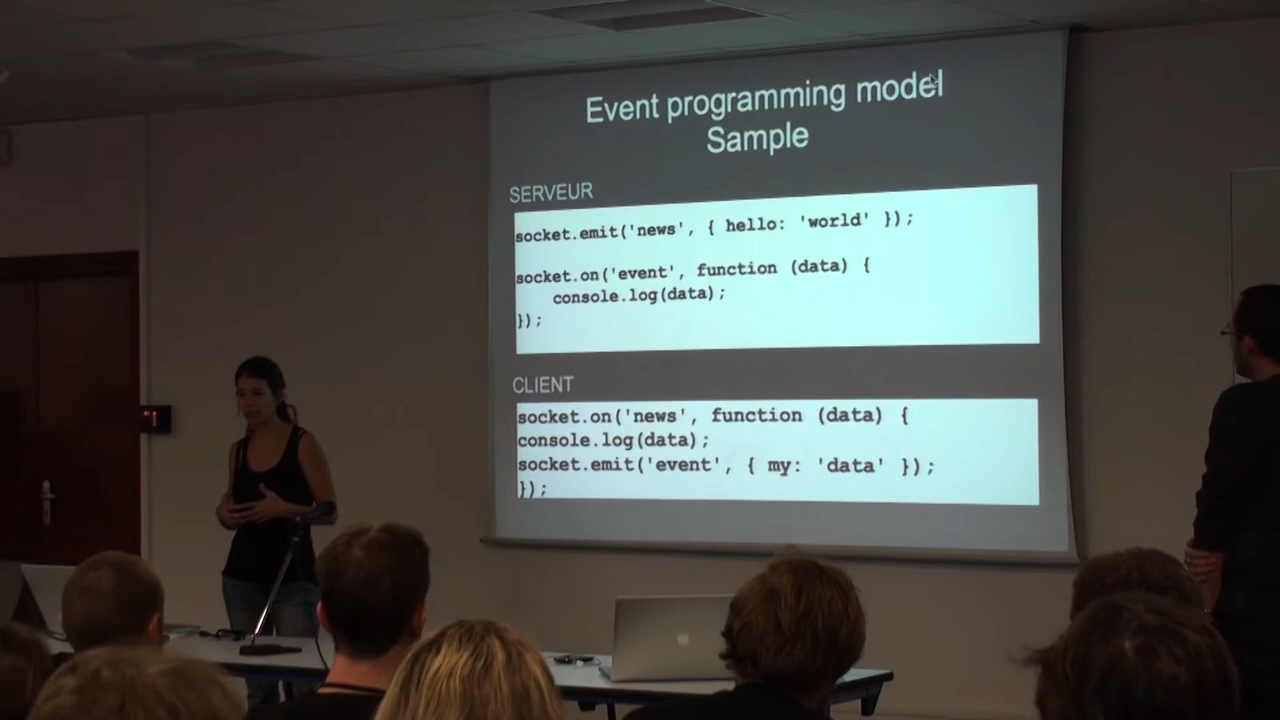 Event programming model
Sample
SERVEUR
socket.emit('news', { hello: 'world' });
socket.on('event', function (data) {
console.log(data);
});
CLIENT
socket.on('news', function (data) {
console.log(data);
socket.emit('event', { my: 'data' });
});